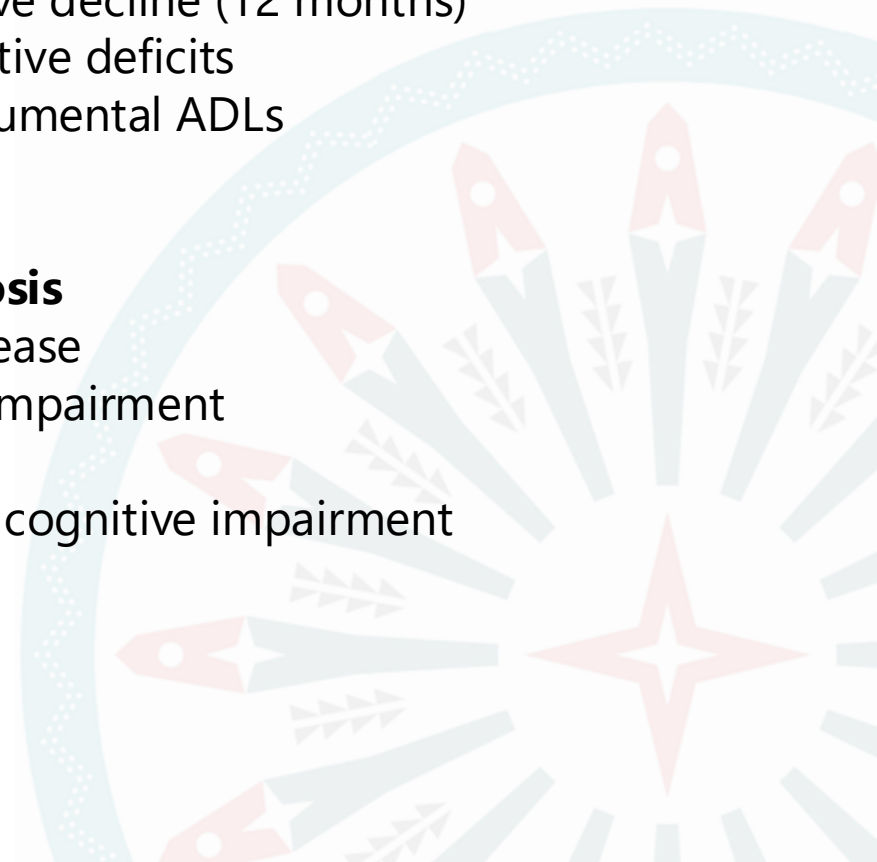 ve decline (12 months)
tive deficits
umental ADLs
osis
ease
mpairment
cognitive impairment